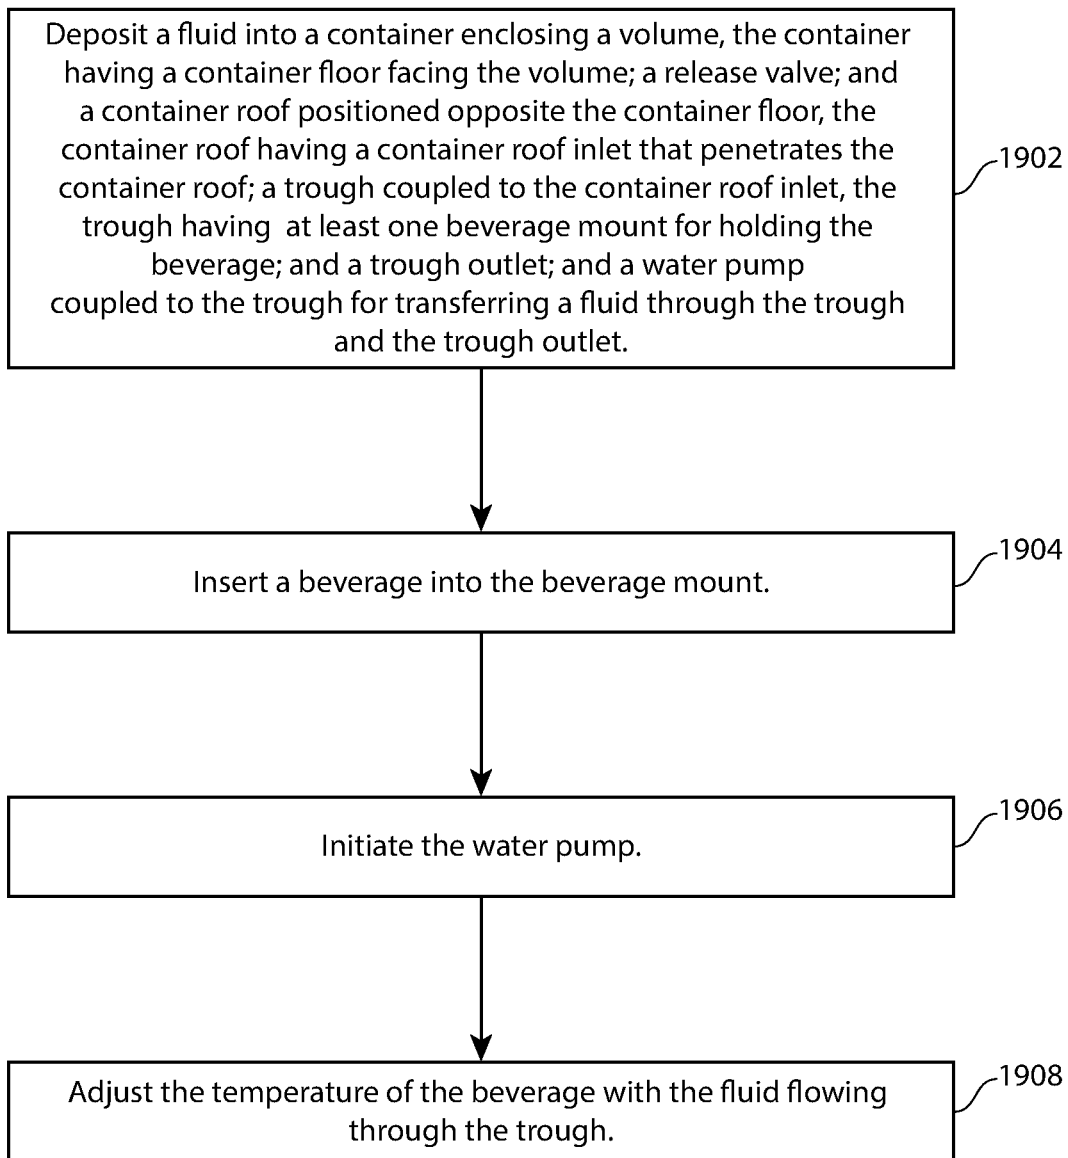 Deposit a fluid into a container enclosing a volume, the container
having a container floor facing the volume; a release valve; and
a container roof positioned opposite the container floor, the
container roof having a container roof inlet that penetrates the
container roof; a trough coupled to the container roof inlet, the
trough having  at least one beverage mount for holding the
beverage; and a trough outlet; and a water pump
coupled to the trough for transferring a fluid through the trough
and the trough outlet.
1902
Insert a beverage into the beverage mount.
1904
Initiate the water pump.
1906
Adjust the temperature of the beverage with the fluid flowing
through the trough.
1908